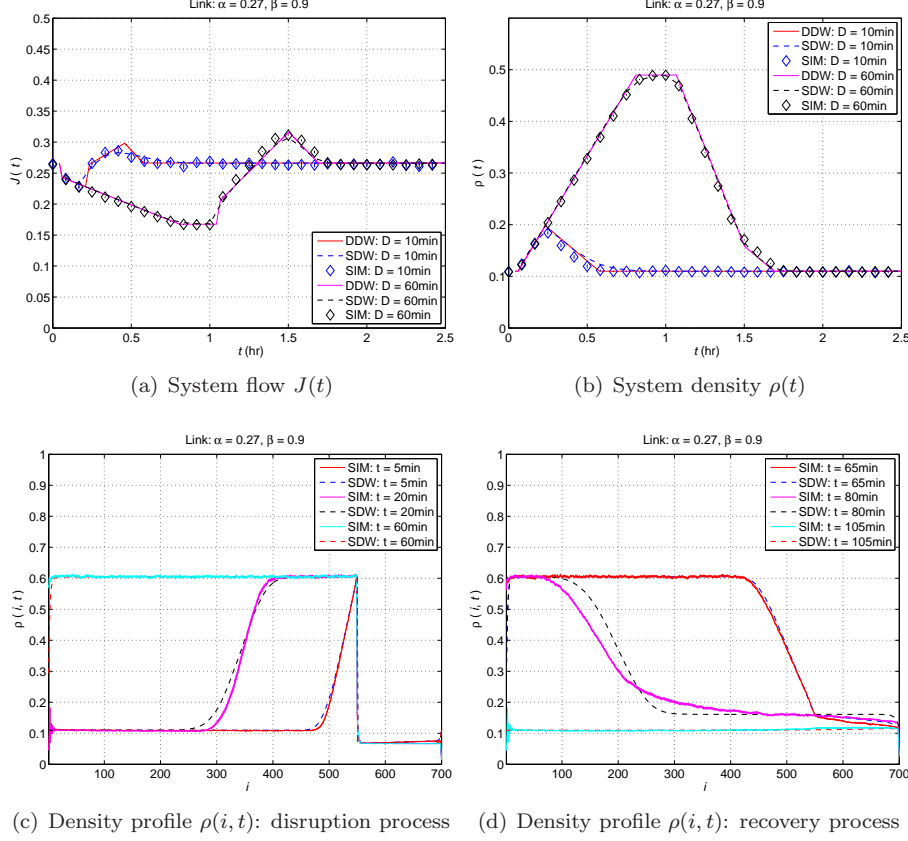 Link: α = 0.27, β = 0.9
0.5
0.45
0.4
0.35
0.3
0.25
0.2
0.15
0.1
0.05
0
J(t)
DDW: D = 10min
SDW: D = 10min
SIM: D = 10min
DDW: D = 60min
SDW: D = 60min
SIM: D = 60min
0 0.5 1 1.5 2 2.5
t (hr)
(a) System flow J(t)
Link: α = 0.27, β = 0.9
0.6
0.5
0.4
0.3
0.2
0.1
0
ρ(t)
DDW: D = 10min
SDW: D = 10min
SIM: D = 10min
DDW: D = 60min
SDW: D = 60min
SIM: D = 60min
0 0.5 1 1.5 2 2.5
t (hr)
(b) System density ρ(t)
Link: α = 0.27, β = 0.9
1
0.9
0.8
0.7
0.6
0.5
0.4
0.3
0.2
0.1
0
ρ(i, t)
SIM: t = 5min
SDW: t = 5min
SIM: t = 20min
SDW: t = 20min
SIM: t = 60min
SDW: t = 60min
100 200 300 400 500 600 700
i
(c) Density profile ρ(i, t): disruption process
Link: α = 0.27, β = 0.9
1
0.9
0.8
0.7
0.6
0.5
0.4
0.3
0.2
0.1
0
ρ(i, t)
SIM: t = 65min
SDW: t = 65min
SIM: t = 80min
SDW: t = 80min
SIM: t = 105min
SDW: t = 105min
100 200 300 400 500 600 700
i
(d) Density profile ρ(i, t): recovery process